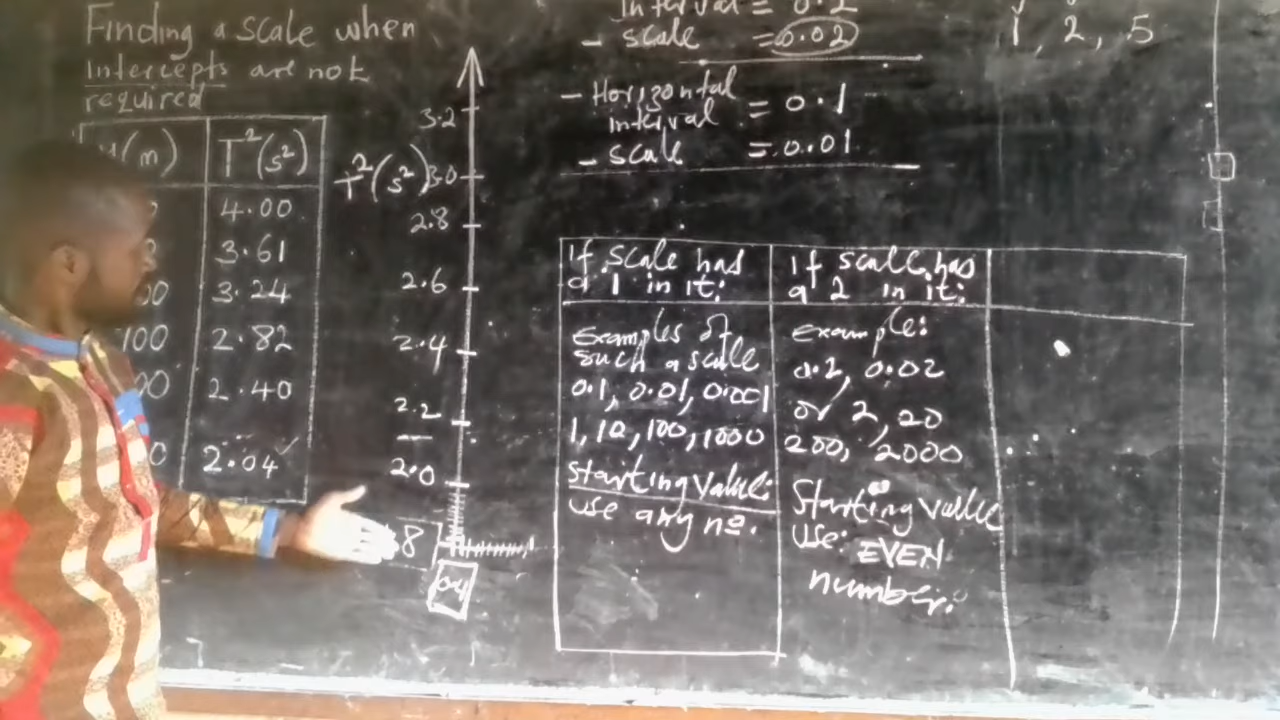 Finding a scale when
intercepts are not
required
(m) T²(s²)
4.00
3.61
00 3.24
100 2.82
00 2.40
0 2.04 ✓
3.2
T²(s²) 3.0
2.8
2.6
2.4
2.2
2.0
8
0.4
interval = 0.2
- scale = 0.02
- Horizontal
interval = 0.1
- scale = 0.01
1, 2, 5
If scale has
a 1 in it:
Examples of
such a scale
0.1, 0.01, 0.001
1, 10, 100, 1000
starting value:
use any no.
If scale has
a 2 in it:
example:
0.2, 0.02
or 2, 20
200, 2000
Starting value
use: EVEN
number.